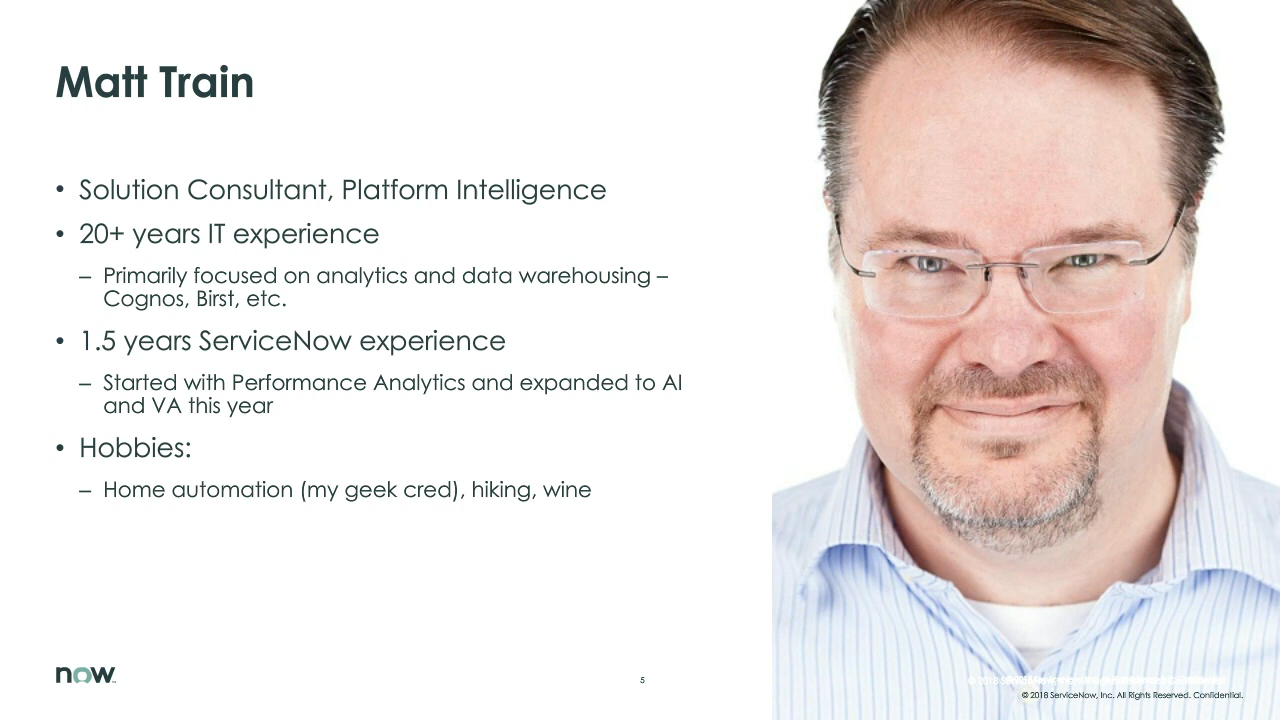 Matt Train
• Solution Consultant, Platform Intelligence
• 20+ years IT experience
– Primarily focused on analytics and data warehousing –
Cognos, Birst, etc.
• 1.5 years ServiceNow experience
– Started with Performance Analytics and expanded to AI
and VA this year
• Hobbies:
– Home automation (my geek cred), hiking, wine
now
5
© 2018
© 2018 ServiceNow, Inc. All Rights Reserved. Confidential.